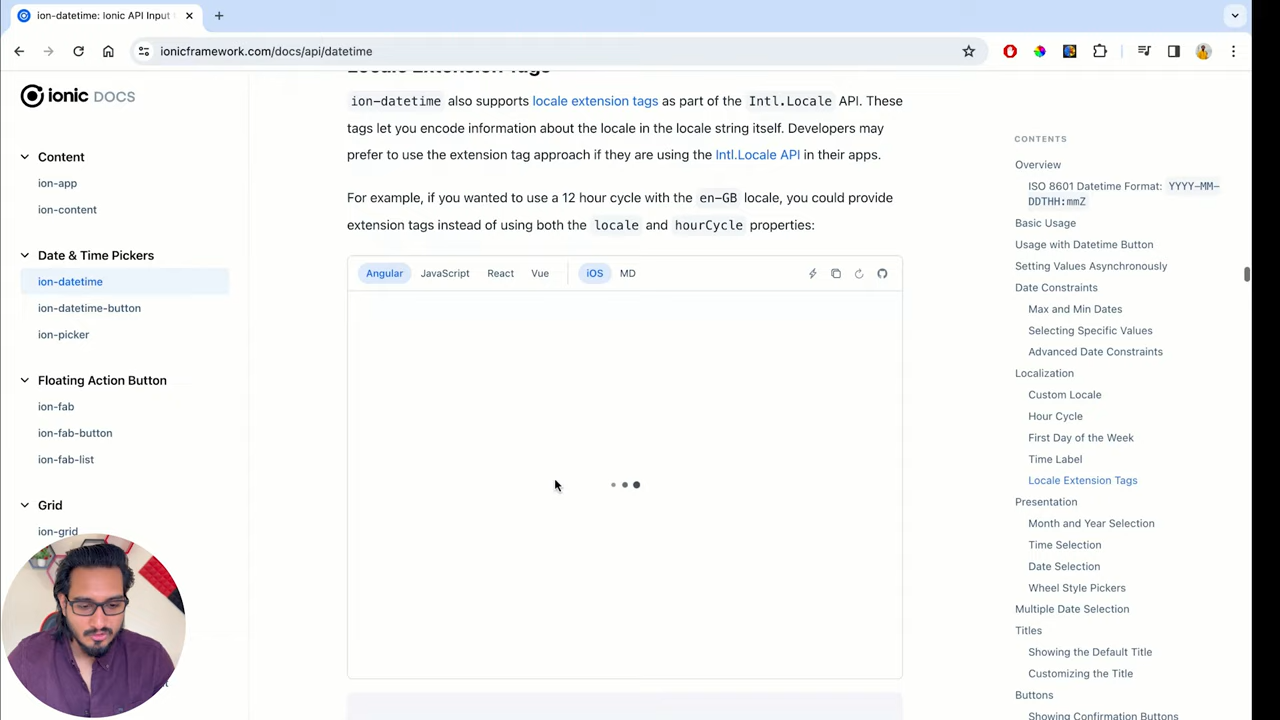 ion-datetime: Ionic API Input
ionicframework.com/docs/api/datetime
ionic DOCS
Content
ion-app
ion-content
Date & Time Pickers
ion-datetime
ion-datetime-button
ion-picker
Floating Action Button
ion-fab
ion-fab-button
ion-fab-list
Grid
ion-grid
Locale Extension Tags
ion-datetime also supports locale extension tags as part of the Intl.Locale API. These
tags let you encode information about the locale in the locale string itself. Developers may
prefer to use the extension tag approach if they are using the Intl.Locale API in their apps.
For example, if you wanted to use a 12 hour cycle with the en-GB locale, you could provide
extension tags instead of using both the locale and hourCycle properties:
Angular JavaScript React Vue iOS MD
CONTENTS
Overview
ISO 8601 Datetime Format: YYYY-MM-
DDTHH:mmZ
Basic Usage
Usage with Datetime Button
Setting Values Asynchronously
Date Constraints
Max and Min Dates
Selecting Specific Values
Advanced Date Constraints
Localization
Custom Locale
Hour Cycle
First Day of the Week
Time Label
Locale Extension Tags
Presentation
Month and Year Selection
Time Selection
Date Selection
Wheel Style Pickers
Multiple Date Selection
Titles
Showing the Default Title
Customizing the Title
Buttons
Showing Confirmation Buttons